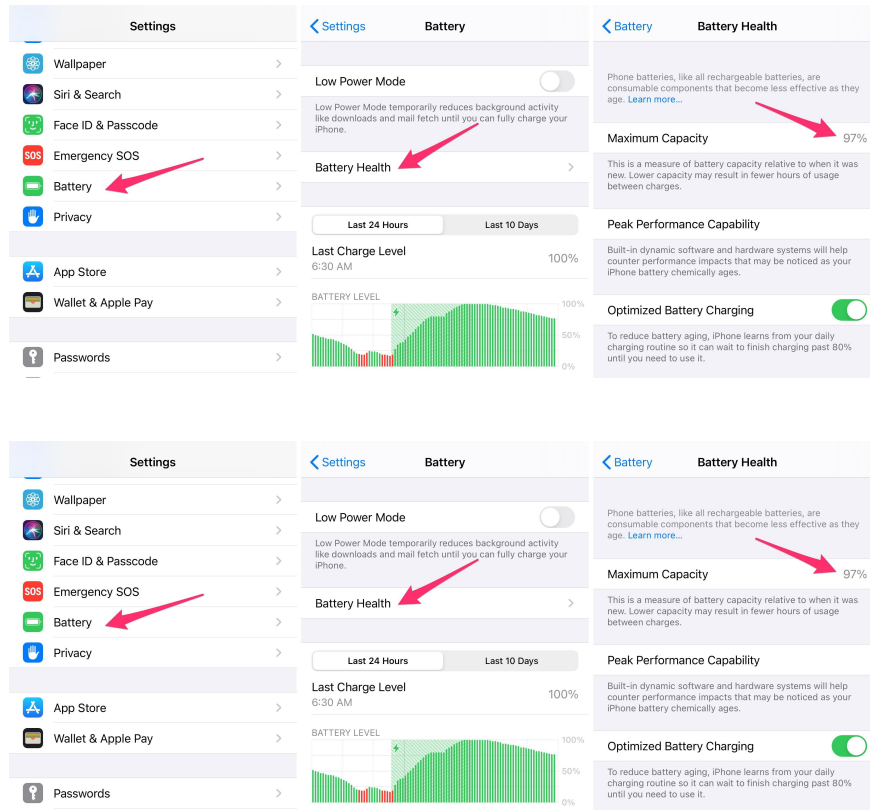 Settings
Wallpaper
Siri & Search
Face ID & Passcode
SOS Emergency SOS
Battery
Privacy
App Store
Wallet & Apple Pay
Passwords
Settings Battery
Low Power Mode
Low Power Mode temporarily reduces background activity
like downloads and mail fetch until you can fully charge your
iPhone.
Battery Health
Last 24 Hours Last 10 Days
Last Charge Level
6:30 AM
100%
BATTERY LEVEL
100%
50%
0%
Battery Battery Health
Phone batteries, like all rechargeable batteries, are
consumable components that become less effective as they
age. Learn more...
Maximum Capacity 97%
This is a measure of battery capacity relative to when it was
new. Lower capacity may result in fewer hours of usage
between charges.
Peak Performance Capability
Built-in dynamic software and hardware systems will help
counter performance impacts that may be noticed as your
iPhone battery chemically ages.
Optimized Battery Charging
To reduce battery aging, iPhone learns from your daily
charging routine so it can wait to finish charging past 80%
until you need to use it.
Settings
Wallpaper
Siri & Search
Face ID & Passcode
SOS Emergency SOS
Battery
Privacy
App Store
Wallet & Apple Pay
Passwords
Settings Battery
Low Power Mode
Low Power Mode temporarily reduces background activity
like downloads and mail fetch until you can fully charge your
iPhone.
Battery Health
Last 24 Hours Last 10 Days
Last Charge Level
6:30 AM
100%
BATTERY LEVEL
100%
50%
0%
Battery Battery Health
Phone batteries, like all rechargeable batteries, are
consumable components that become less effective as they
age. Learn more...
Maximum Capacity 97%
This is a measure of battery capacity relative to when it was
new. Lower capacity may result in fewer hours of usage
between charges.
Peak Performance Capability
Built-in dynamic software and hardware systems will help
counter performance impacts that may be noticed as your
iPhone battery chemically ages.
Optimized Battery Charging
To reduce battery aging, iPhone learns from your daily
charging routine so it can wait to finish charging past 80%
until you need to use it.